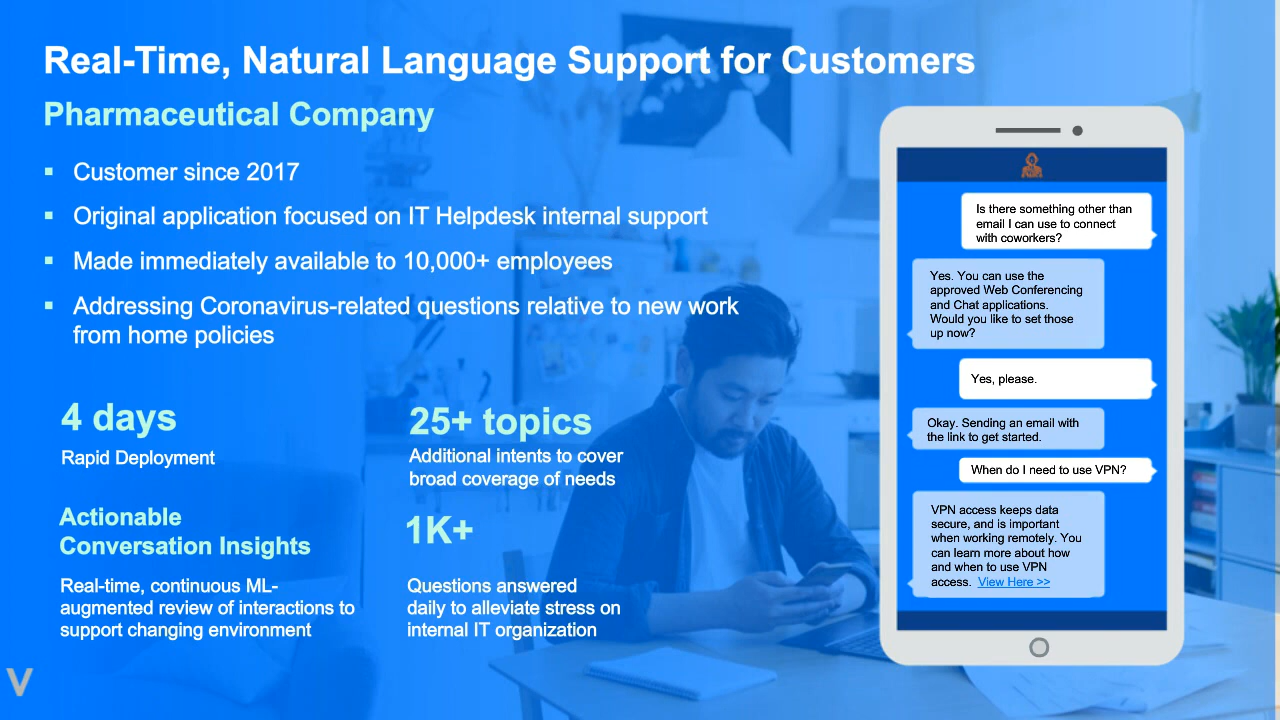 Real-Time, Natural Language Support for Customers
Pharmaceutical Company
▪ Customer since 2017
▪ Original application focused on IT Helpdesk internal support
▪ Made immediately available to 10,000+ employees
▪ Addressing Coronavirus-related questions relative to new work
from home policies
4 days
Rapid Deployment
25+ topics
Additional intents to cover
broad coverage of needs
Actionable
Conversation Insights
Real-time, continuous ML-
augmented review of interactions to
support changing environment
1K+
Questions answered
daily to alleviate stress on
internal IT organization
Is there something other than
email I can use to connect
with coworkers?
Yes. You can use the
approved Web Conferencing
and Chat applications.
Would you like to set those
up now?
Yes, please.
Okay. Sending an email with
the link to get started.
When do I need to use VPN?
VPN access keeps data
secure, and is important
when working remotely. You
can learn more about how
and when to use VPN
access. View Here >>
V